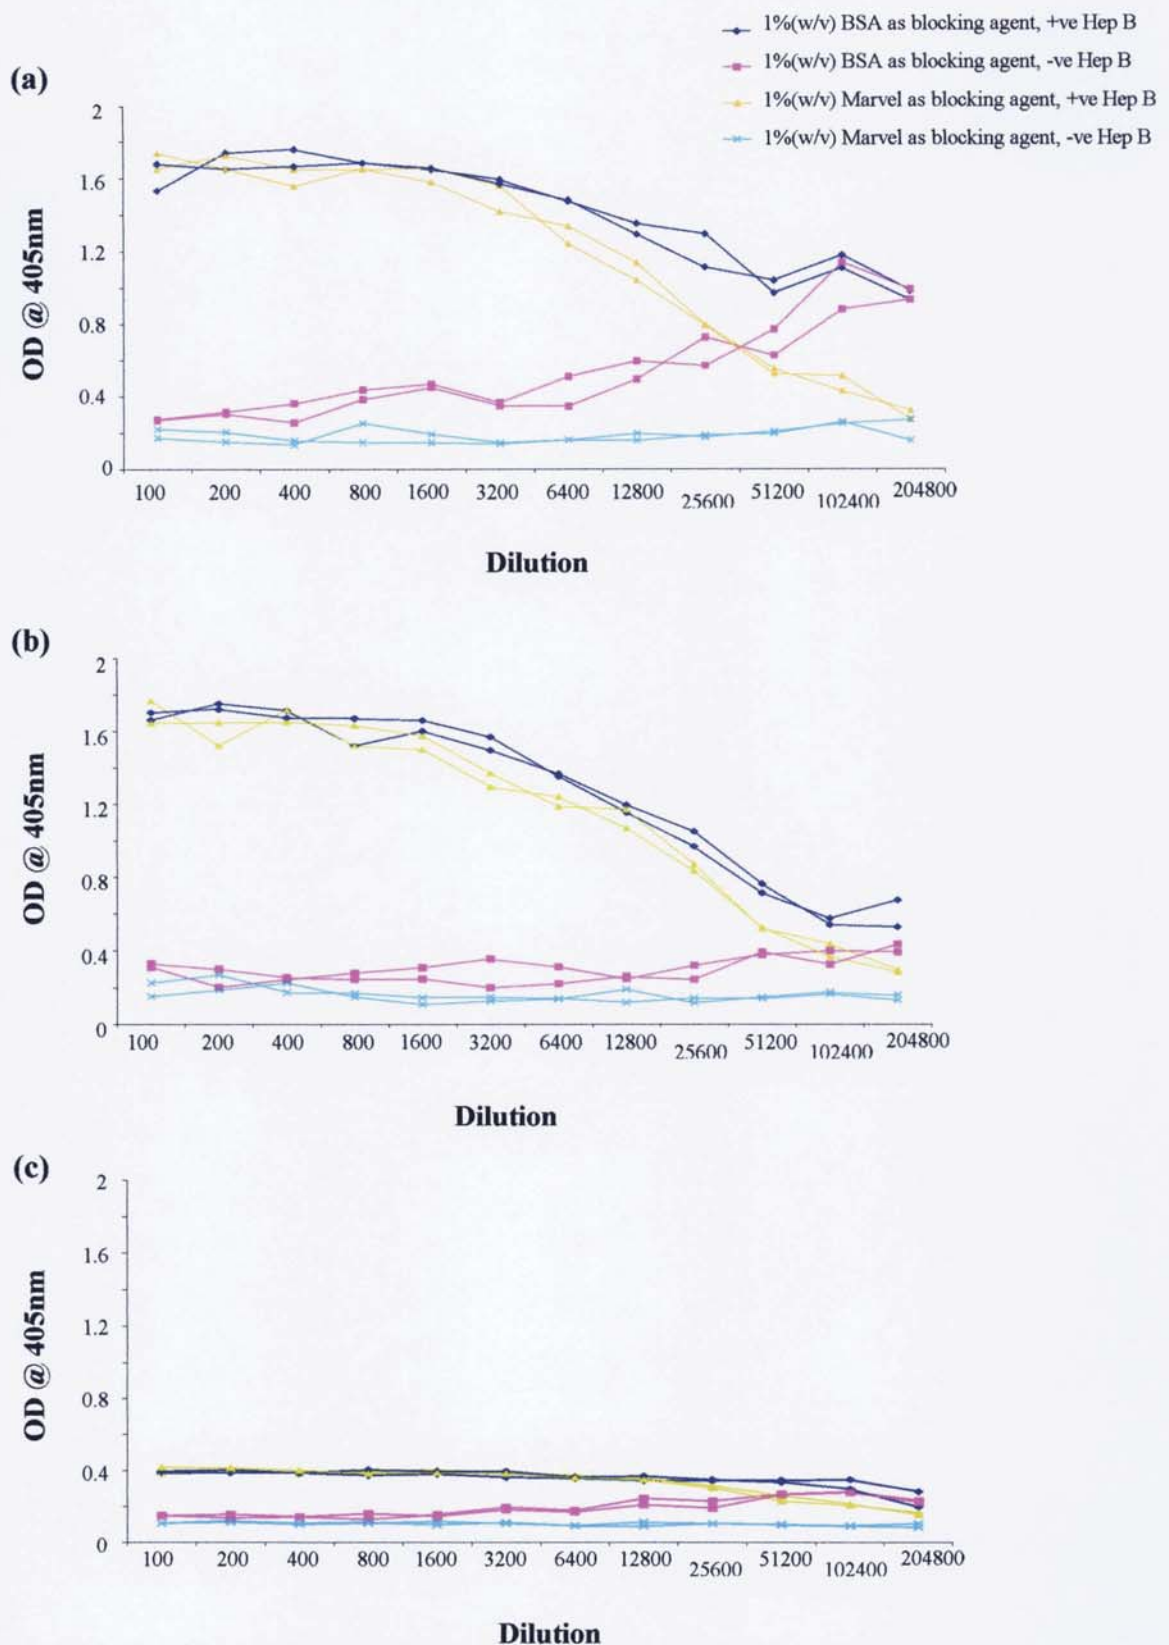 1%(w/v) BSA as blocking agent, +ve Hep B
1%(w/v) BSA as blocking agent, -ve Hep B
1%(w/v) Marvel as blocking agent, +ve Hep B
1%(w/v) Marvel as blocking agent, -ve Hep B
(a)
2
1.6
1.2
0.8
0.4
0
OD @ 405nm
100 200 400 800 1600 3200 6400 12800 25600 51200 102400 204800
Dilution
(b)
2
1.6
1.2
0.8
0.4
0
OD @ 405nm
100 200 400 800 1600 3200 6400 12800 25600 51200 102400 204800
Dilution
(c)
2
1.6
1.2
0.8
0.4
0
OD @ 405nm
100 200 400 800 1600 3200 6400 12800 25600 51200 102400 204800
Dilution